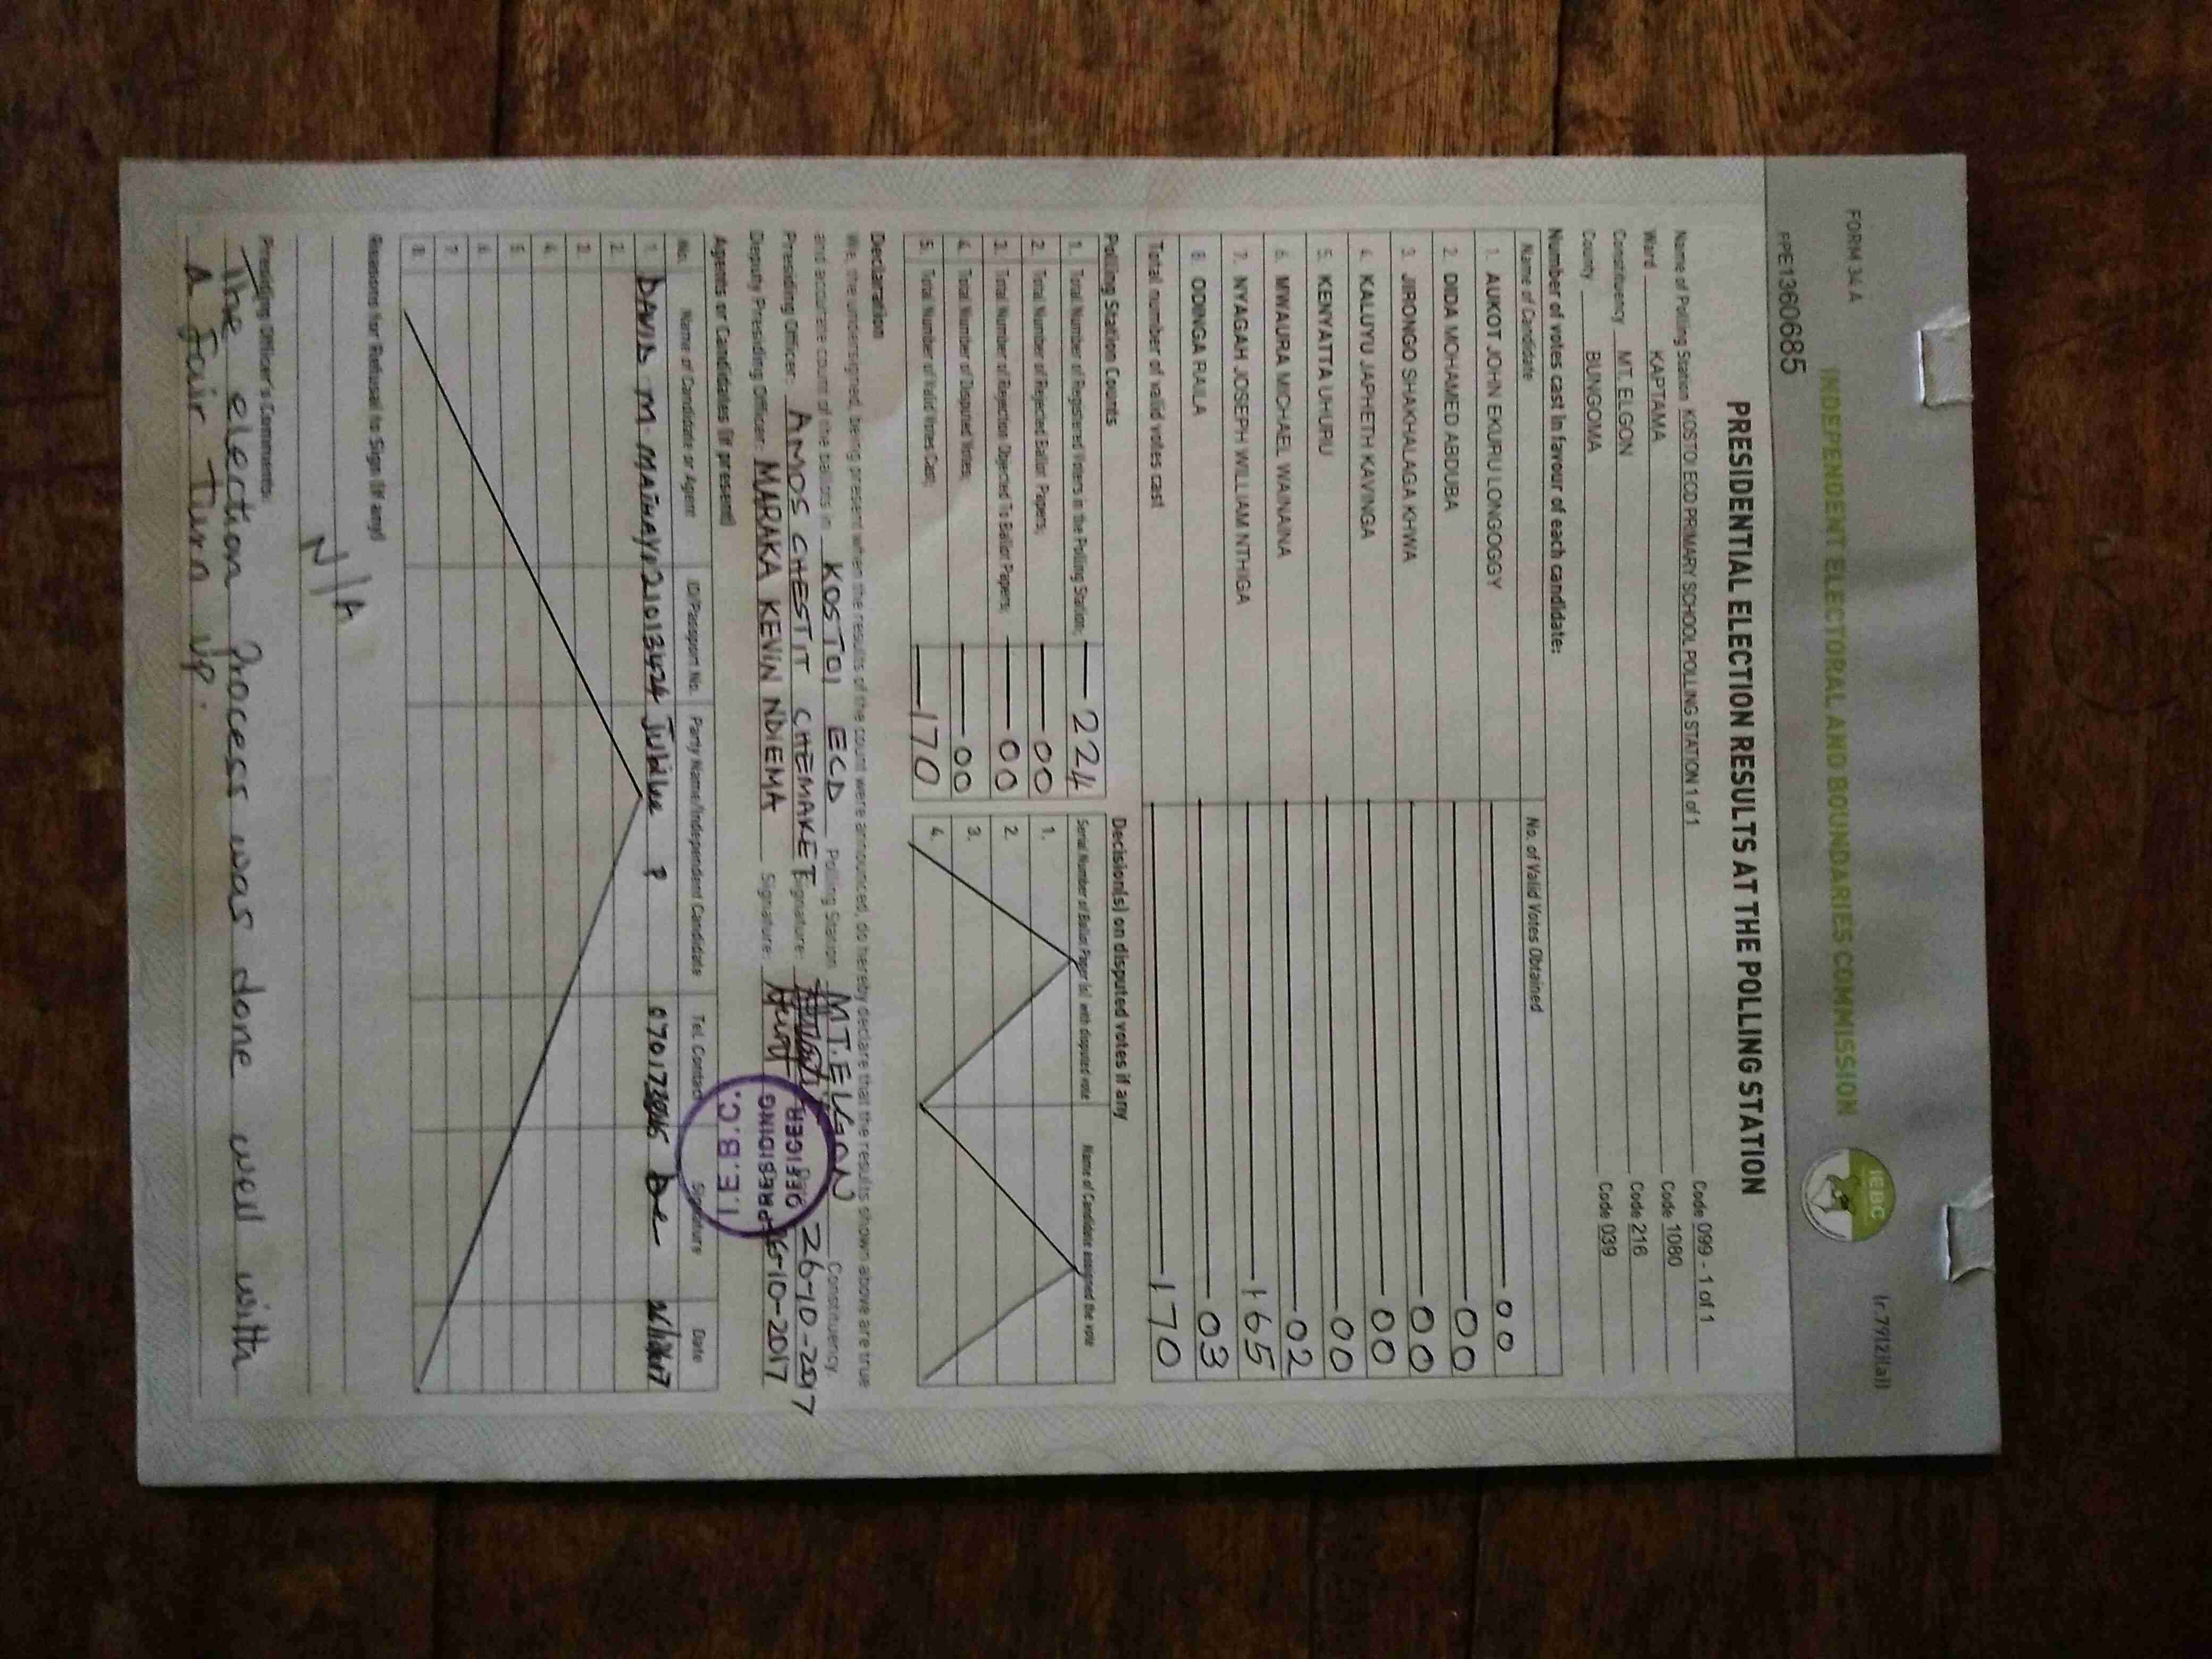 FORM 34 A
(r.79(2)(a))
INDEPENDENT ELECTORAL AND BOUNDARIES COMMISSION
IEBC
PPE1360685
PRESIDENTIAL ELECTION RESULTS AT THE POLLING STATION
Name of Polling Station KOSTOI ECD PRIMARY SCHOOL POLLING STATION 1 of 1 Code 099 - 1 of 1
Ward KAPTAMA Code 1080
Constituency MT. ELGON Code 216
County BUNGOMA Code 039
Number of votes cast in favour of each candidate:
Name of Candidate No. of Valid Votes Obtained
1. AUKOT JOHN EKURU LONGOGGY 00
2. DIDA MOHAMED ABDUBA 00
3. JIRONGO SHAKHALAGA KHWA 00
4. KALUYU JAPHETH KAVINGA 00
5. KENYATTA UHURU 00
6. MWAURA MICHAEL WAINAINA 02
7. NYAGAH JOSEPH WILLIAM NTHIGA 165
8. ODINGA RAILA 03
Total number of valid votes cast 170
Polling Station Counts
1. Total Number of Registered Voters in the Polling Station; 224
2. Total Number of Rejected Ballot Papers; 00
3. Total Number of Rejection Objected To Ballot Papers; 00
4. Total Number of Disputed Votes; 00
5. Total Number of Valid Votes Cast; 170
Decision(s) on disputed votes if any
Serial Number of Ballot Paper (s) with disputed vote Name of Candidate assigned the vote
1.
2.
3.
4.
Declaration
We, the undersigned, being present when the results of the count were announced, do hereby declare that the results shown above are true
and accurate count of the ballots in KOSTOI ECD Polling Station MT. ELGON Constituency.
Presiding Officer: AMOS CHESTIT CHEMAKET Signature: 26-10-2017
Deputy Presiding Officer: MARAKA KEVIN NDIEMA Signature: 26-10-2017
PRESIDING
OFFICER
I.E.B.C.
Agents or Candidates (if present)
No. Name of Candidate or Agent ID/Passport No. Party Name/Independent Candidate Tel. Contact Signature Date
1. DAVID M. 21013424 Jubilee P
2.
3.
4.
5.
6.
7.
8.
Reasons for Refusal to Sign (if any)
N/A
Presiding Officer's Comments:
The election Process was done well with
a Fair Turn up.